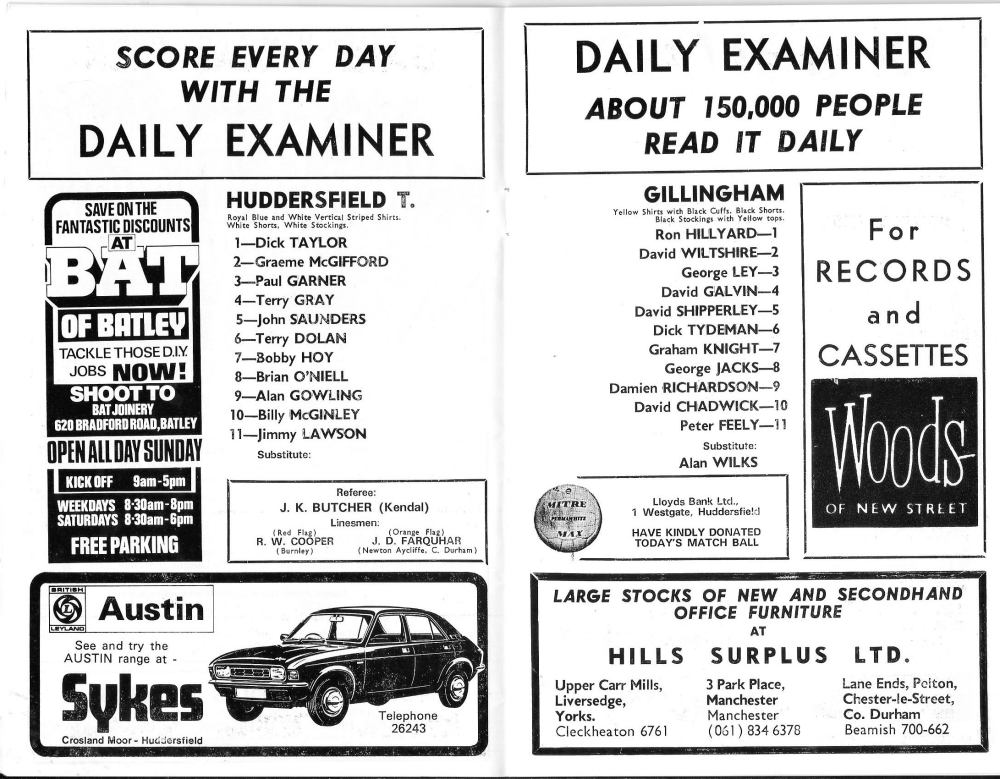 SCORE EVERY DAY
WITH THE
DAILY EXAMINER
SAVE ON THE
FANTASTIC DISCOUNTS
AT
BAT
OF BATLEY
TACKLE THOSE D.I.Y.
JOBS NOW!
SHOOT TO
BAT JOINERY
620 BRADFORD ROAD, BATLEY
OPEN ALL DAY SUNDAY
KICK OFF 9am-5pm
WEEKDAYS 8·30am-8pm
SATURDAYS 8·30am-6pm
FREE PARKING
HUDDERSFIELD T.
Royal Blue and White Vertical Striped Shirts.
White Shorts, White Stockings.
1—Dick TAYLOR
2—Graeme McGIFFORD
3—Paul GARNER
4—Terry GRAY
5—John SAUNDERS
6—Terry DOLAN
7—Bobby HOY
8—Brian O'NIELL
9—Alan GOWLING
10—Billy McGINLEY
11—Jimmy LAWSON
Substitute:
Referee:
J. K. BUTCHER (Kendal)
Linesmen:
(Red Flag) (Orange Flag)
R. W. COOPER J. D. FARQUHAR
(Burnley) (Newton Aycliffe, C. Durham)
BRITISH
LEYLAND
Austin
See and try the
AUSTIN range at -
Sykes
Crosland Moor - Huddersfield
Telephone
26243
DAILY EXAMINER
ABOUT 150,000 PEOPLE
READ IT DAILY
GILLINGHAM
Yellow Shirts with Black Cuffs. Black Shorts.
Black Stockings with Yellow tops.
Ron HILLYARD—1
David WILTSHIRE—2
George LEY—3
David GALVIN—4
David SHIPPERLEY—5
Dick TYDEMAN—6
Graham KNIGHT—7
George JACKS—8
Damien RICHARDSON—9
David CHADWICK—10
Peter FEELY—11
Substitute:
Alan WILKS
MITRE
PERMAWHITE
MAX
Lloyds Bank Ltd.,
1 Westgate, Huddersfield
HAVE KINDLY DONATED
TODAY'S MATCH BALL
For
RECORDS
and
CASSETTES
Woods
OF NEW STREET
LARGE STOCKS OF NEW AND SECONDHAND
OFFICE FURNITURE
AT
HILLS SURPLUS LTD.
Upper Carr Mills,
Liversedge,
Yorks.
Cleckheaton 6761
3 Park Place,
Manchester
Manchester
(061) 834 6378
Lane Ends, Pelton,
Chester-le-Street,
Co. Durham
Beamish 700-662